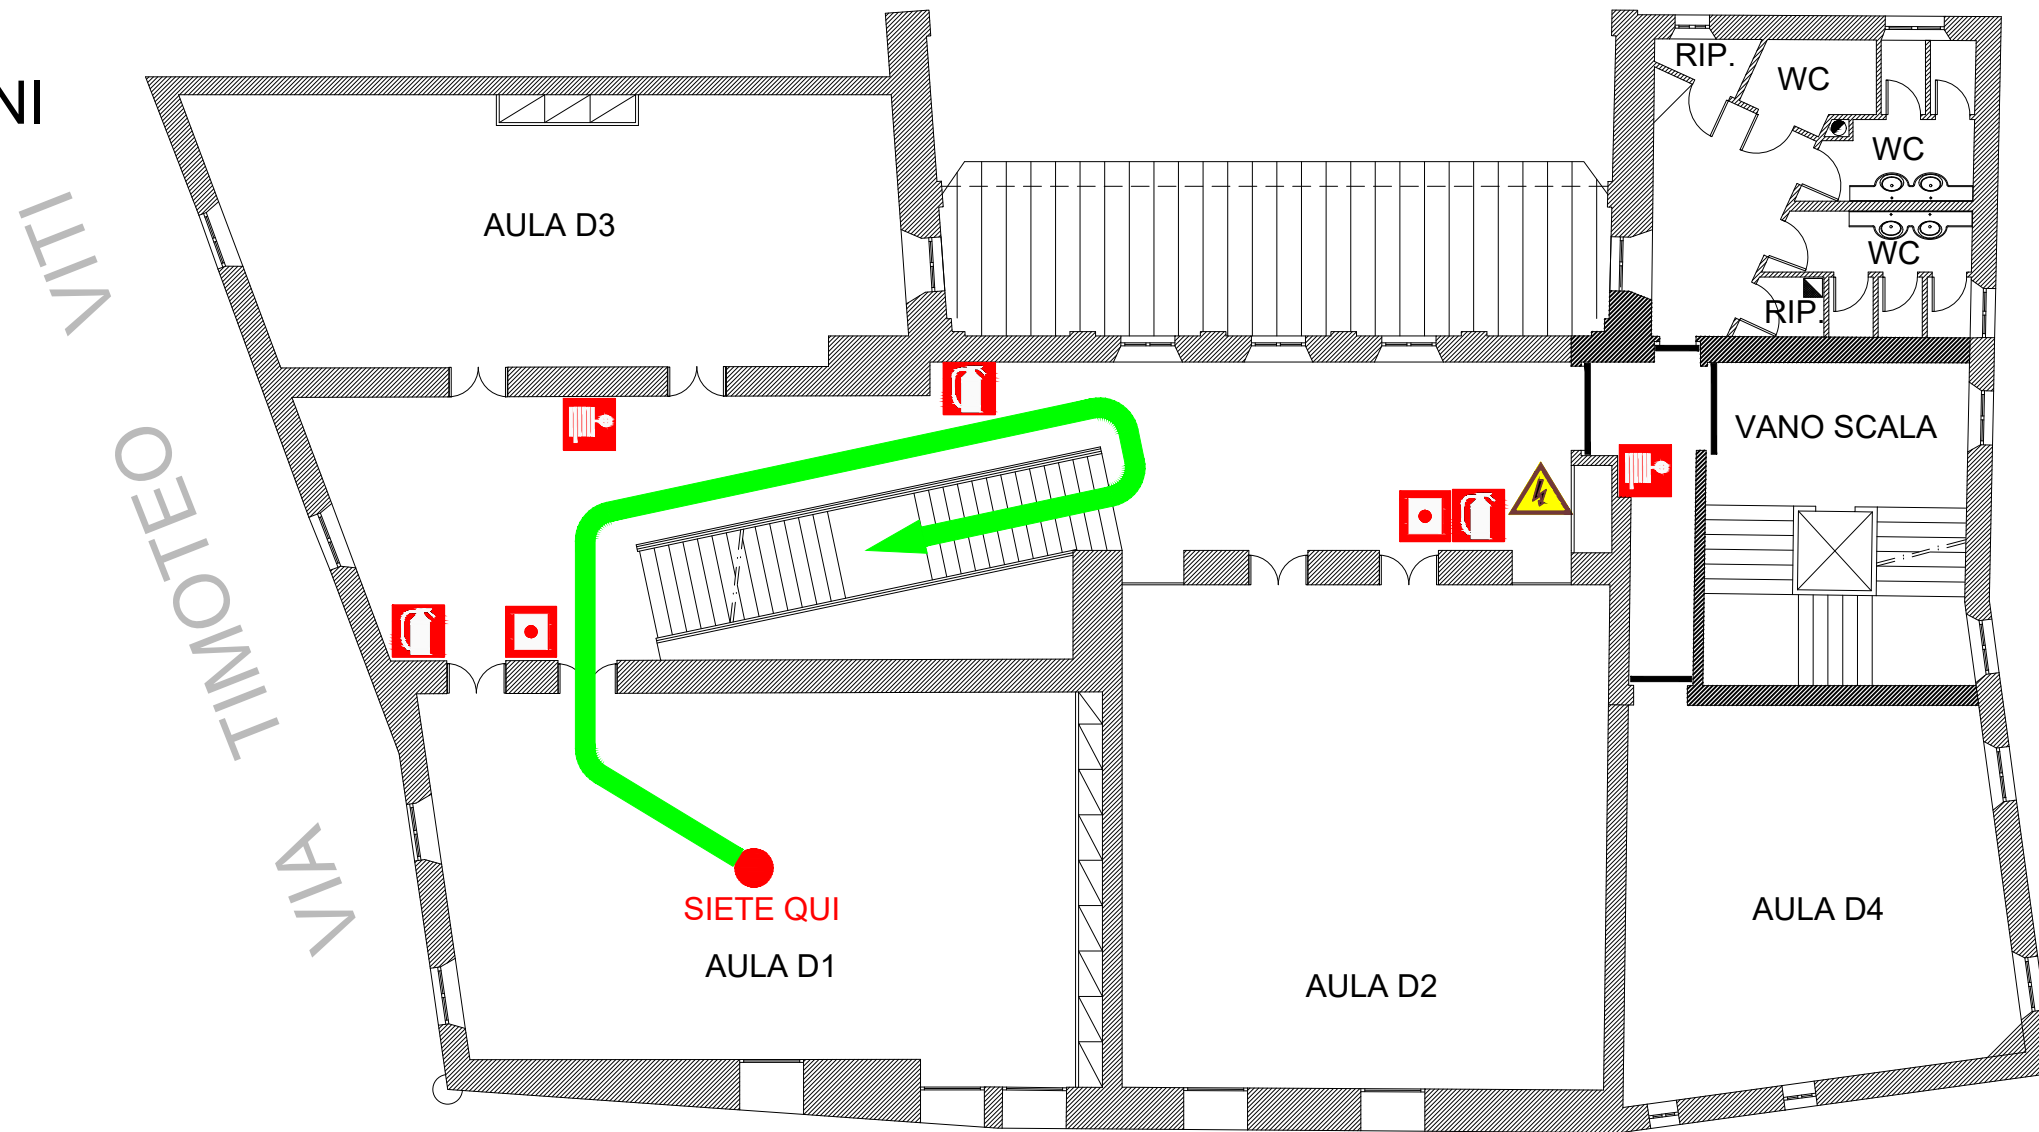 NI
RIP.
WC
WC
WC
RIP.
AULA D3
VANO SCALA
SIETE QUI
AULA D1
AULA D2
AULA D4
VIA TIMOTEO VITI